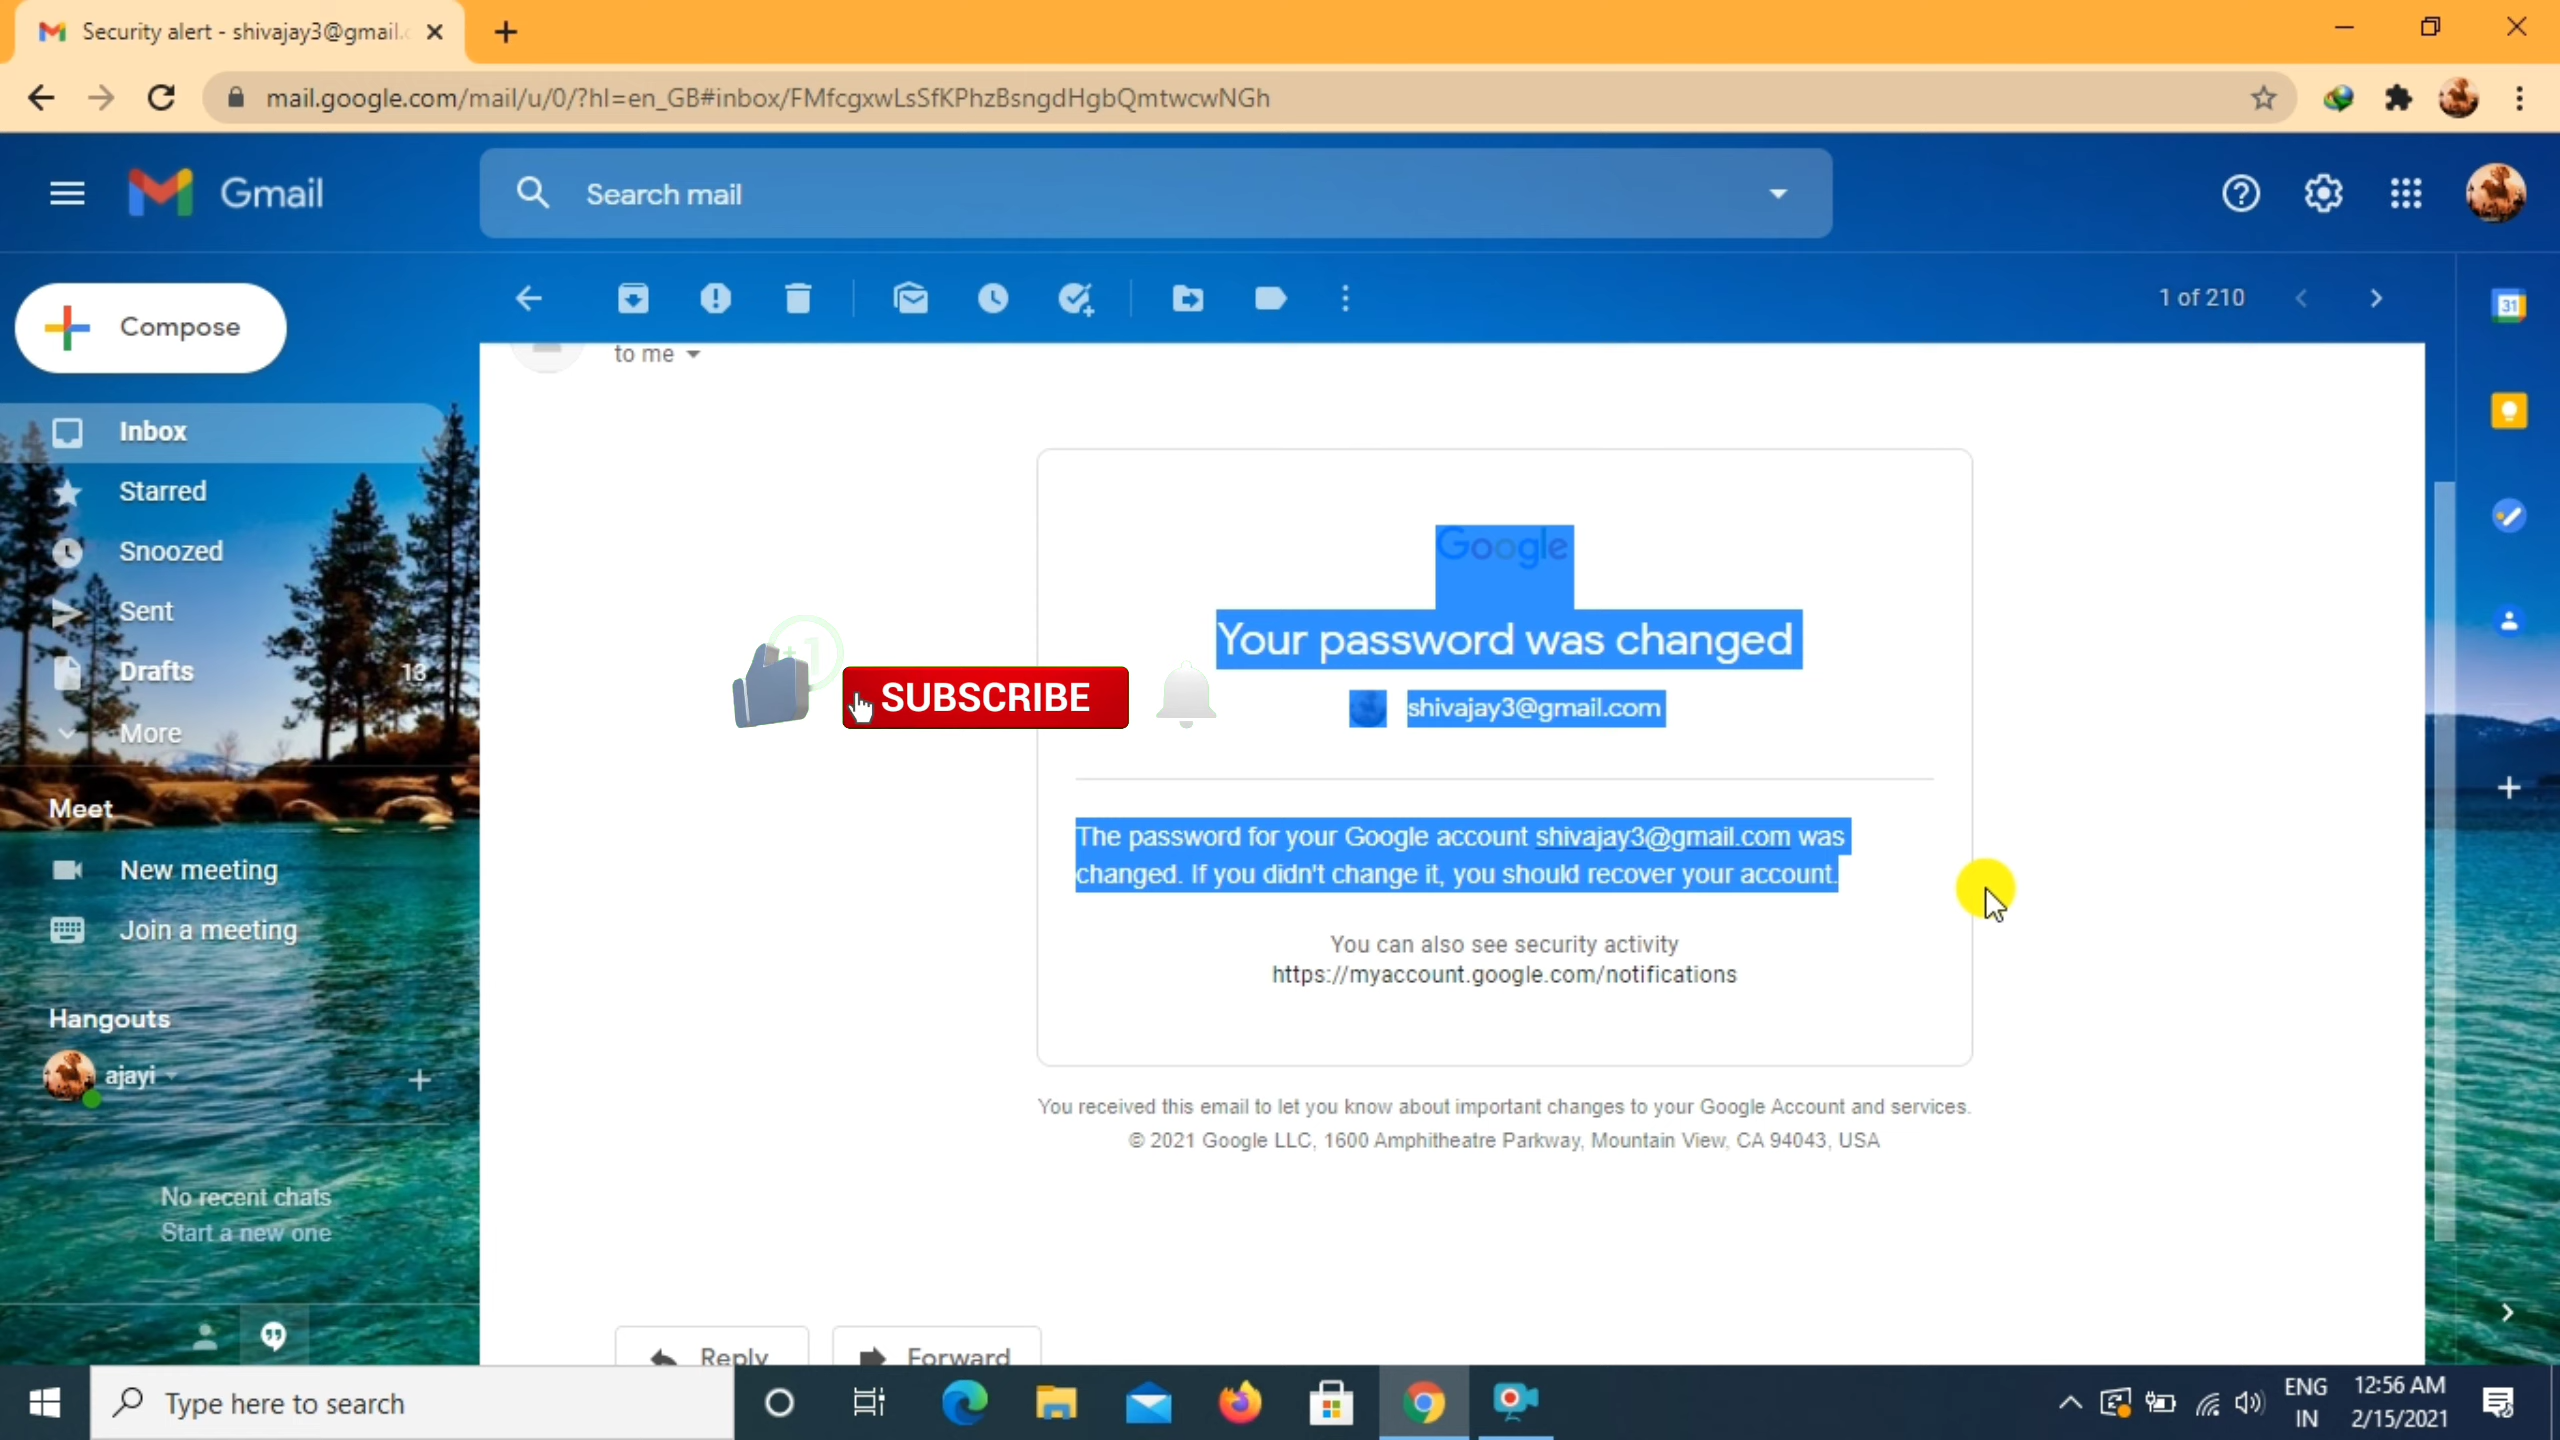 Security alert - shivajay3@gmail.
mail.google.com/mail/u/0/?hl=en_GB#inbox/FMfcgxwLsSfKPhzBsngdHgbQmtwcwNGh
Gmail
Search mail
Compose
1 of 210
31
to me
Inbox
Starred
Snoozed
Sent
Drafts 13
More
Meet
New meeting
Join a meeting
Hangouts
ajayi
No recent chats
Start a new one
Google
Your password was changed
+1
SUBSCRIBE
shivajay3@gmail.com
The password for your Google account shivajay3@gmail.com was
changed. If you didn't change it, you should recover your account.
You can also see security activity
https://myaccount.google.com/notifications
You received this email to let you know about important changes to your Google Account and services.
© 2021 Google LLC, 1600 Amphitheatre Parkway, Mountain View, CA 94043, USA
Reply
Forward
Type here to search
ENG
IN
12:56 AM
2/15/2021